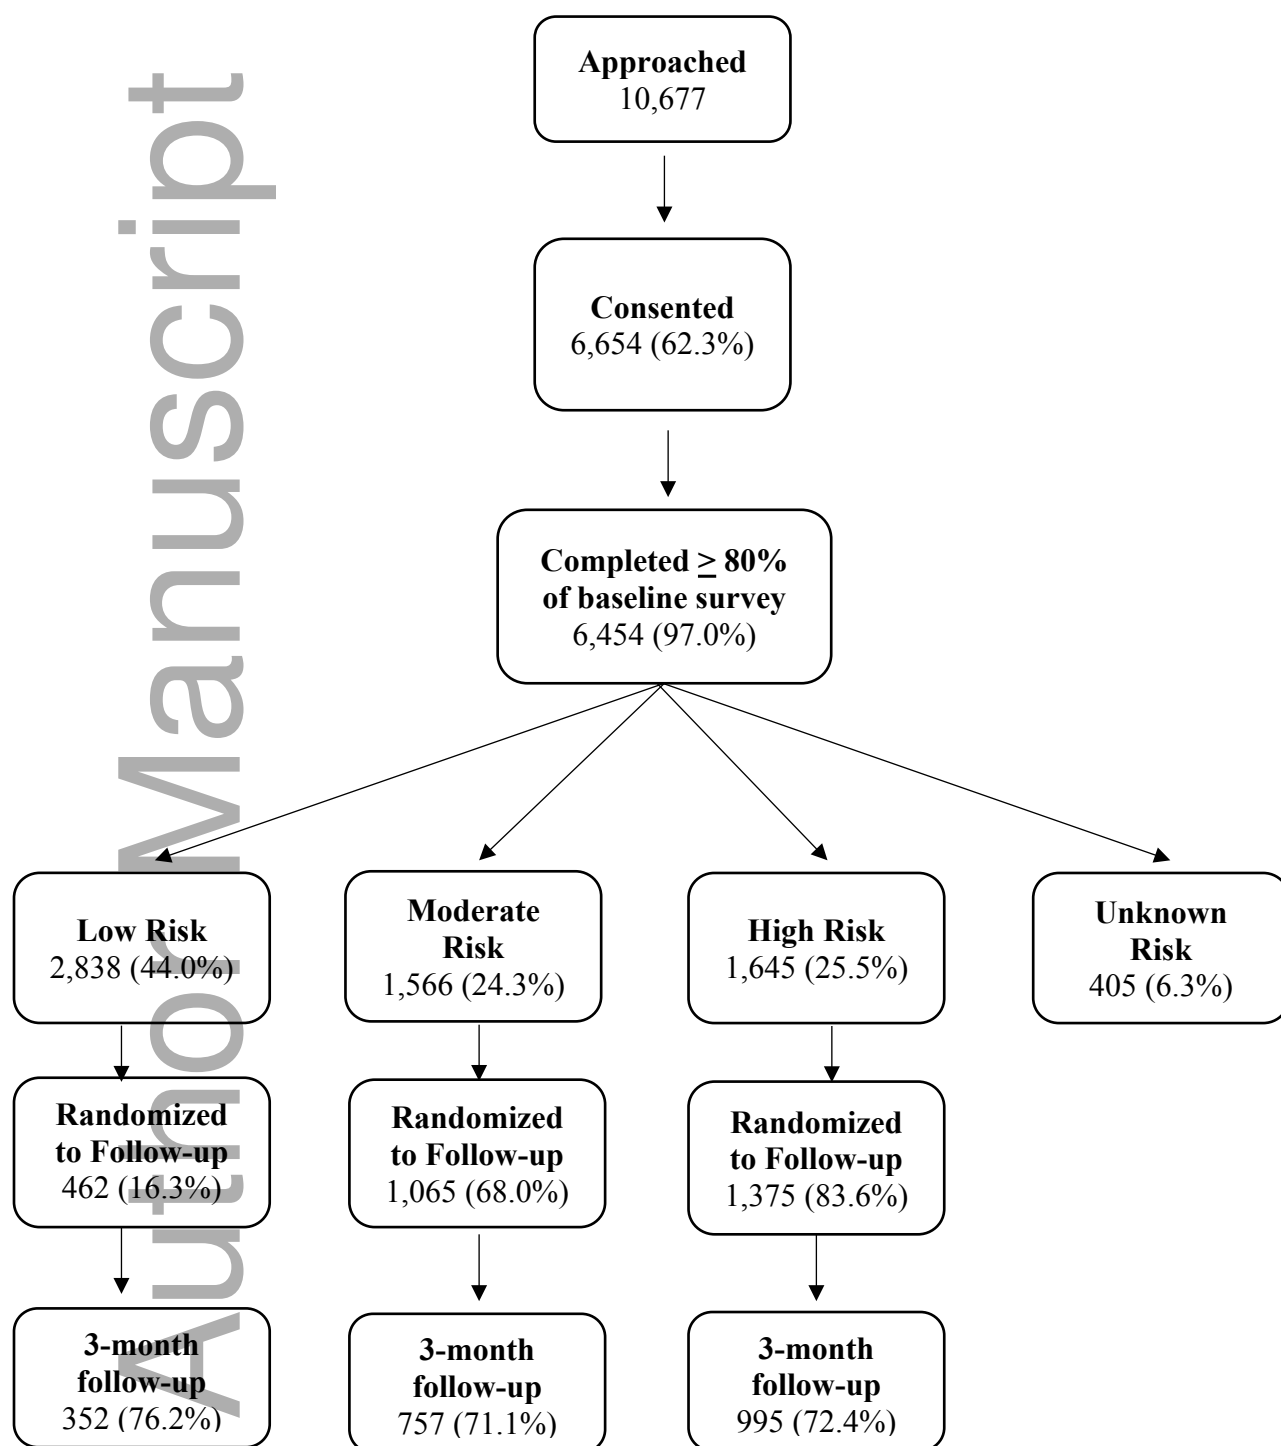 Author Manuscript
Approached
10,677
Consented
6,654 (62.3%)
Completed ≥ 80%
of baseline survey
6,454 (97.0%)
Low Risk
2,838 (44.0%)
Moderate
Risk
1,566 (24.3%)
High Risk
1,645 (25.5%)
Unknown
Risk
405 (6.3%)
Randomized
to Follow-up
462 (16.3%)
Randomized
to Follow-up
1,065 (68.0%)
Randomized
to Follow-up
1,375 (83.6%)
3-month
follow-up
352 (76.2%)
3-month
follow-up
757 (71.1%)
3-month
follow-up
995 (72.4%)